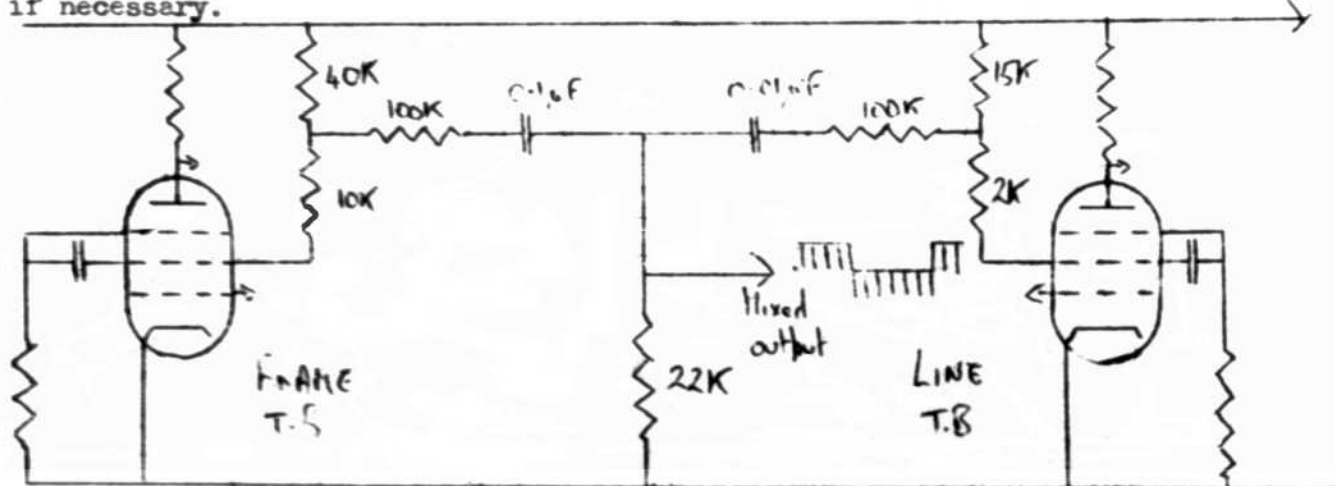 if necessary.
40K
100K
10K
100K
15K
2K
Mixed
output
22K
FRAME
T.
LINE
T.B